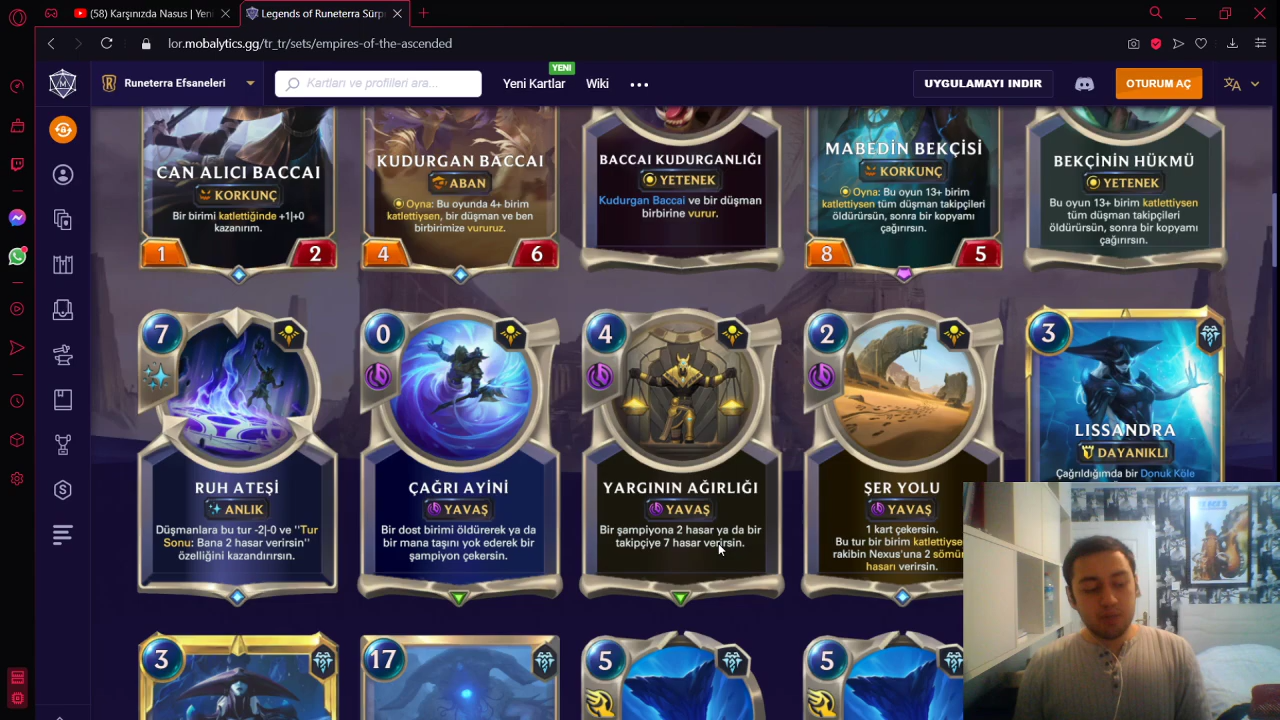 (58) Karşınızda Nasus | Yeni
Legends of Runeterra Sürp
lor.mobalytics.gg/tr_tr/sets/empires-of-the-ascended
Runeterra Efsaneleri
Kartları ve profilleri ara...
YENİ
Yeni Kartlar
Wiki
UYGULAMAYI INDIR
OTURUM AÇ
CAN ALICI BACCAI
KORKUNÇ
Bir birimi katlettiğinde +1|+0
kazanırım.
1
2
KUDURGAN BACCAI
ABAN
Oyna: Bu oyunda 4+ birim
katlettiysen, bir düşman ve ben
birbirimize vururuz.
4
6
BACCAI KUDURGANLIĞI
YETENEK
Kudurgan Baccai ve bir düşman
birbirine vurur.
MABEDİN BEKÇİSİ
KORKUNÇ
Oyna: Bu oyun 13+ birim
katlettiysen tüm düşman takipçileri
öldürürsün, sonra bir kopyamı
çağırırsın.
8
5
BEKÇİNİN HÜKMÜ
YETENEK
Bu oyun 13+ birim katlettiysen
tüm düşman takipçileri
öldürürsün, sonra bir kopyamı
çağırırsın.
7
RUH ATEŞİ
ANLIK
Düşmanlara bu tur -2|-0 ve "Tur
Sonu: Bana 2 hasar verirsin"
özelliğini kazandırırsın.
0
ÇAĞRI AYİNİ
YAVAŞ
Bir dost birimi öldürerek ya da
bir mana taşını yok ederek bir
şampiyon çekersin.
4
YARGININ AĞIRLIĞI
YAVAŞ
Bir şampiyona 2 hasar ya da bir
takipçiye 7 hasar verirsin.
2
ŞER YOLU
YAVAŞ
1 kart çekersin.
Bu tur bir birim katlettiyse
rakibin Nexus'una 2 sömür
hasarı verirsin.
3
LISSANDRA
DAYANIKLI
Çağrıldığımda bir Donuk Köle
3
17
5
5